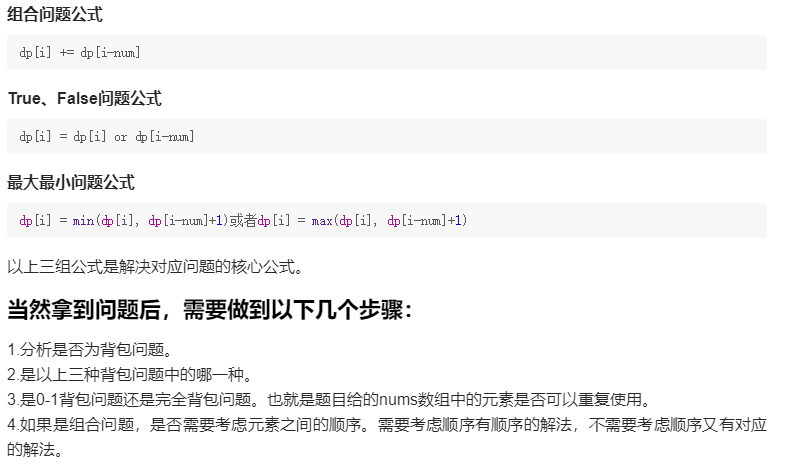 组合问题公式
dp[i] += dp[i-num]
True、False问题公式
dp[i] = dp[i] or dp[i-num]
最大最小问题公式
dp[i] = min(dp[i], dp[i-num]+1)或者dp[i] = max(dp[i], dp[i-num]+1)
以上三组公式是解决对应问题的核心公式。
当然拿到问题后，需要做到以下几个步骤：
1.分析是否为背包问题。
2.是以上三种背包问题中的哪一种。
3.是0-1背包问题还是完全背包问题。也就是题目给的nums数组中的元素是否可以重复使用。
4.如果是组合问题，是否需要考虑元素之间的顺序。需要考虑顺序有顺序的解法，不需要考虑顺序又有对应
的解法。